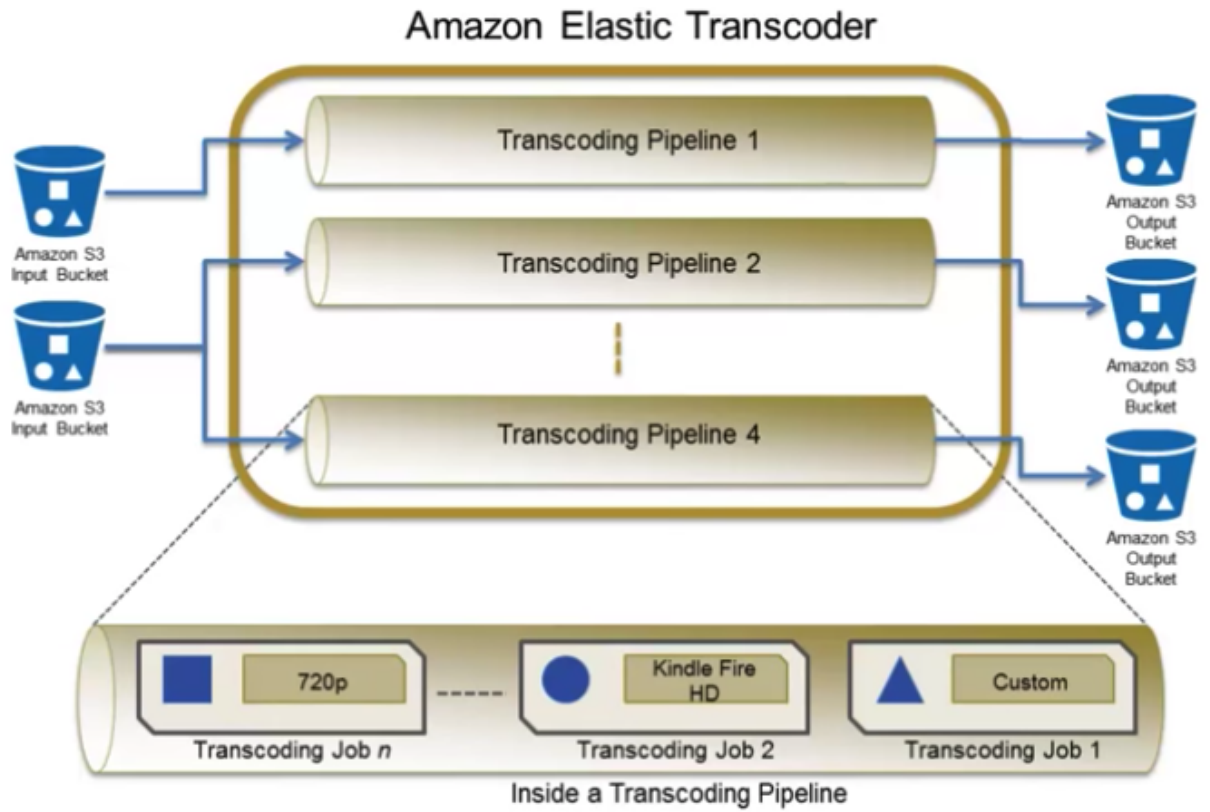 Amazon Elastic Transcoder
Transcoding Pipeline 1
Transcoding Pipeline 2
Transcoding Pipeline 4
Amazon S3
Input Bucket
Amazon S3
Input Bucket
Amazon S3
Output
Bucket
Amazon S3
Output
Bucket
Amazon S3
Output
Bucket
720p
Transcoding Job n
Kindle Fire
HD
Transcoding Job 2
Custom
Transcoding Job 1
Inside a Transcoding Pipeline